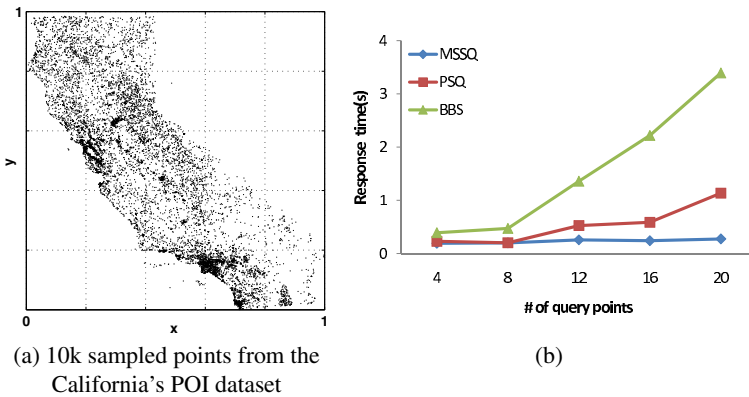 1
y
0
x
1
(a) 10k sampled points from the
California's POI dataset
4
3
2
1
0
Response time(s)
MSSQ
PSQ
BBS
4 8 12 16 20
# of query points
(b)